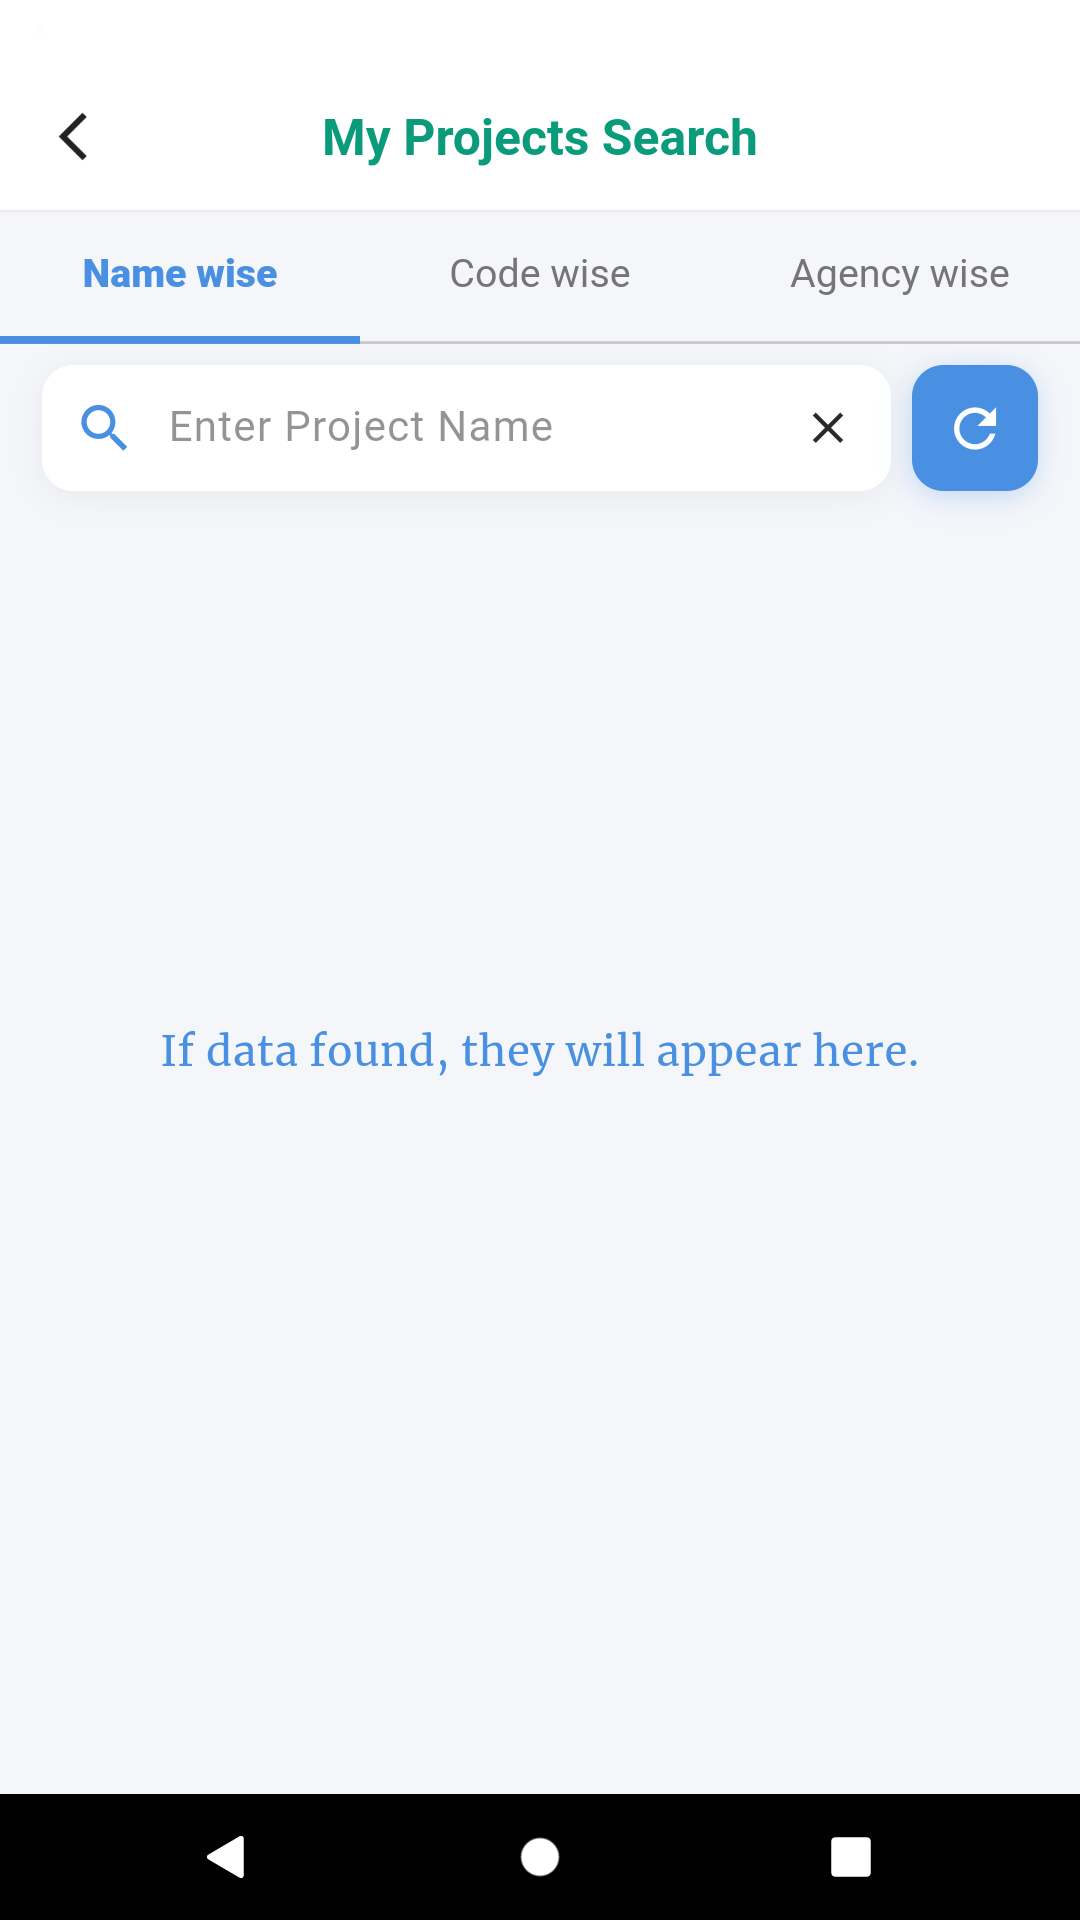 My Projects Search
Name wise
Code wise
Agency wise
Enter Project Name
If data found, they will appear here.